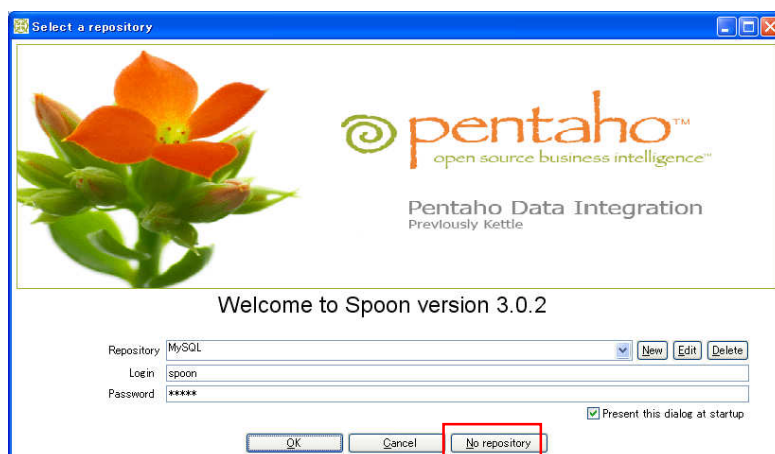 Select a repository
pentaho™
open source business intelligence™
Pentaho Data Integration
Previously Kettle
Welcome to Spoon version 3.0.2
Repository MySQL New Edit Delete
Login spoon
Password *****
Present this dialog at startup
OK Cancel No repository